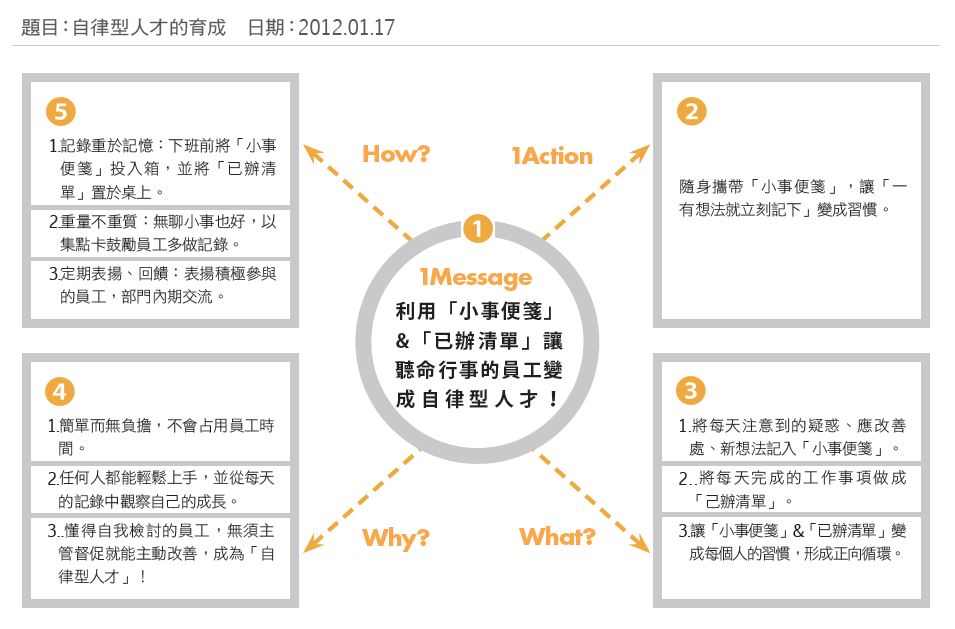 題目：自律型人才的育成　日期：2012.01.17
1
1Message
利用「小事便箋」
&「已辦清單」讓
聽命行事的員工變
成自律型人才！
1Action
2
隨身攜帶「小事便箋」，讓「一
有想法就立刻記下」變成習慣。
What?
3
1.將每天注意到的疑惑、應改善
處、新想法記入「小事便箋」。
2..將每天完成的工作事項做成
「己辦清單」。
3.讓「小事便箋」&「已辦清單」變
成每個人的習慣，形成正向循環。
Why?
4
1.簡單而無負擔，不會占用員工時
間。
2.任何人都能輕鬆上手，並從每天
的記錄中觀察自己的成長。
3..懂得自我檢討的員工，無須主
管督促就能主動改善，成為「自
律型人才」！
How?
5
1.記錄重於記憶：下班前將「小事
便箋」投入箱，並將「已辦清
單」置於桌上。
2.重量不重質：無聊小事也好，以
集點卡鼓勵員工多做記錄。
3.定期表揚、回饋：表揚積極參與
的員工，部門內期交流。